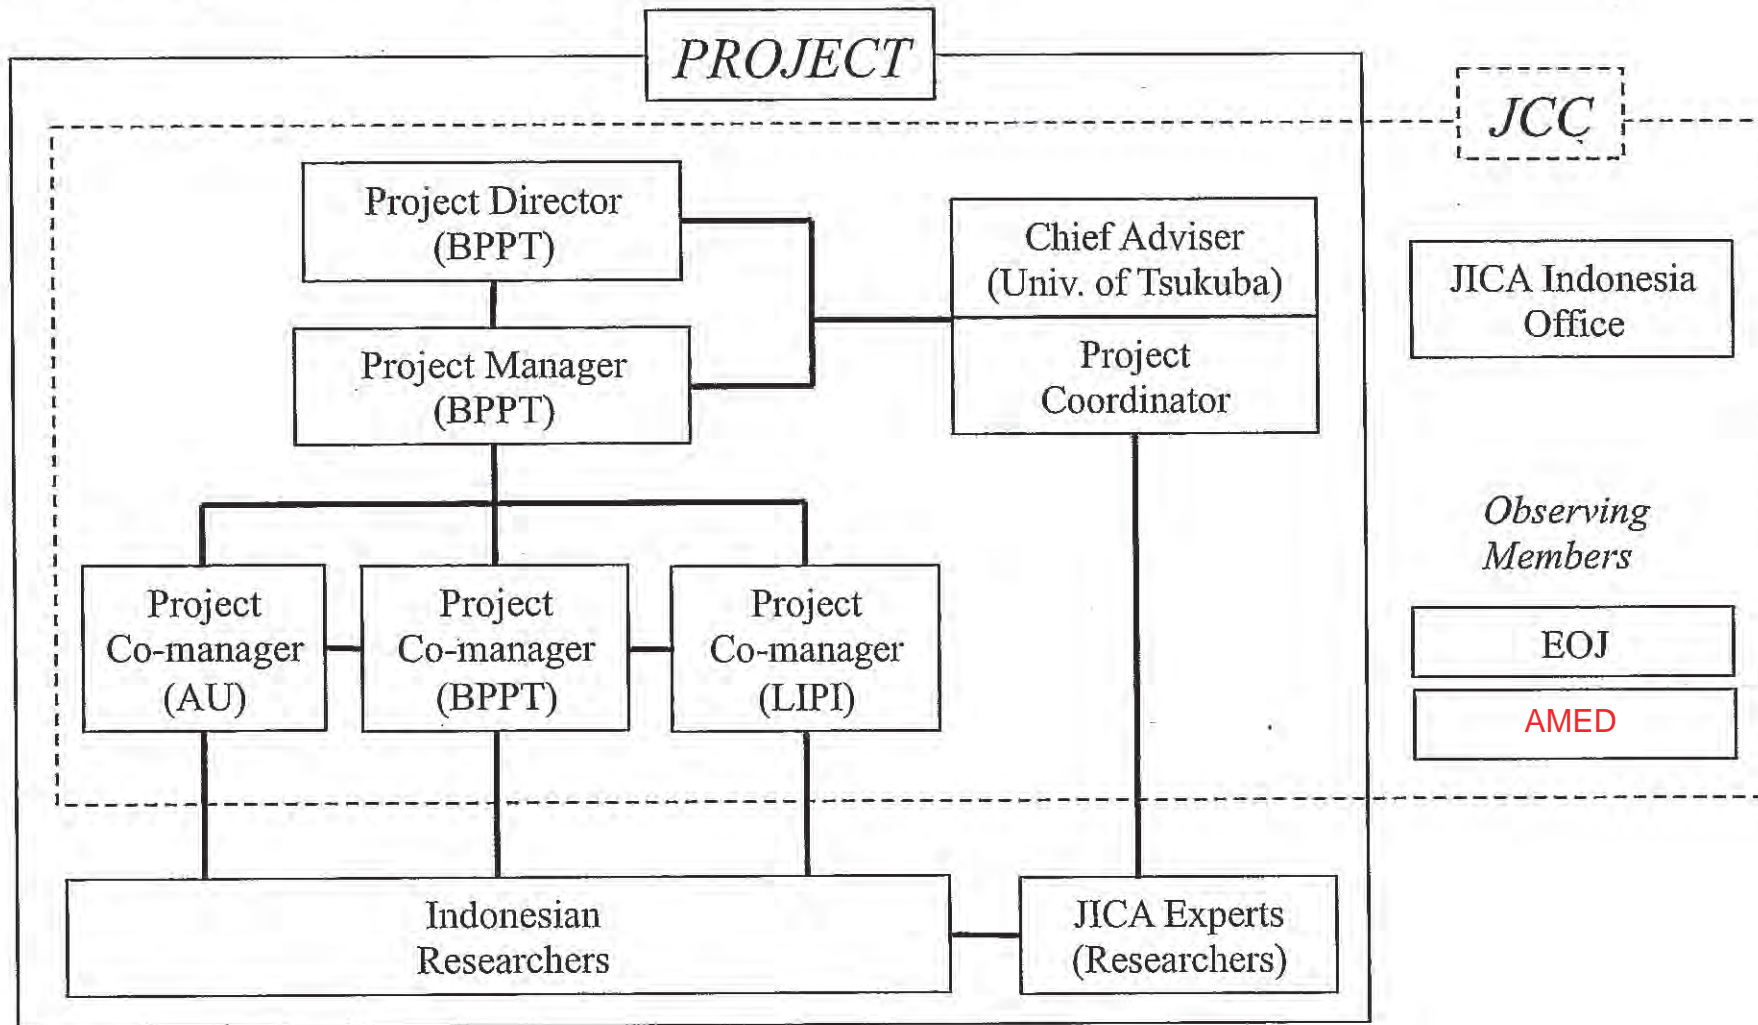 PROJECT
JCC
Project Director
(BPPT)
Chief Adviser
(Univ. of Tsukuba)
JICA Indonesia
Office
Project Manager
(BPPT)
Project
Coordinator
Observing
Members
Project
Co-manager
(AU)
Project
Co-manager
(BPPT)
Project
Co-manager
(LIPI)
EOJ
AMED
Indonesian
Researchers
JICA Experts
(Researchers)